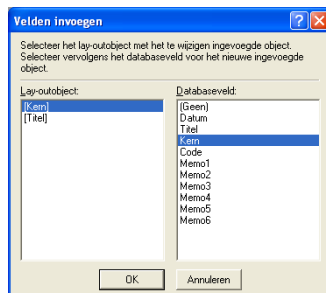 Velden invoegen
Selecteer het lay-outobject met het te wijzigen ingevoegde object.
Selecteer vervolgens het databaseveld voor het nieuwe ingevoegde
object.
Lay-outobject:
[Kern]
[Titel]
Databaseveld:
(Geen)
Datum
Titel
Kern
Code
Memo1
Memo2
Memo3
Memo4
Memo5
Memo6
OK
Annuleren